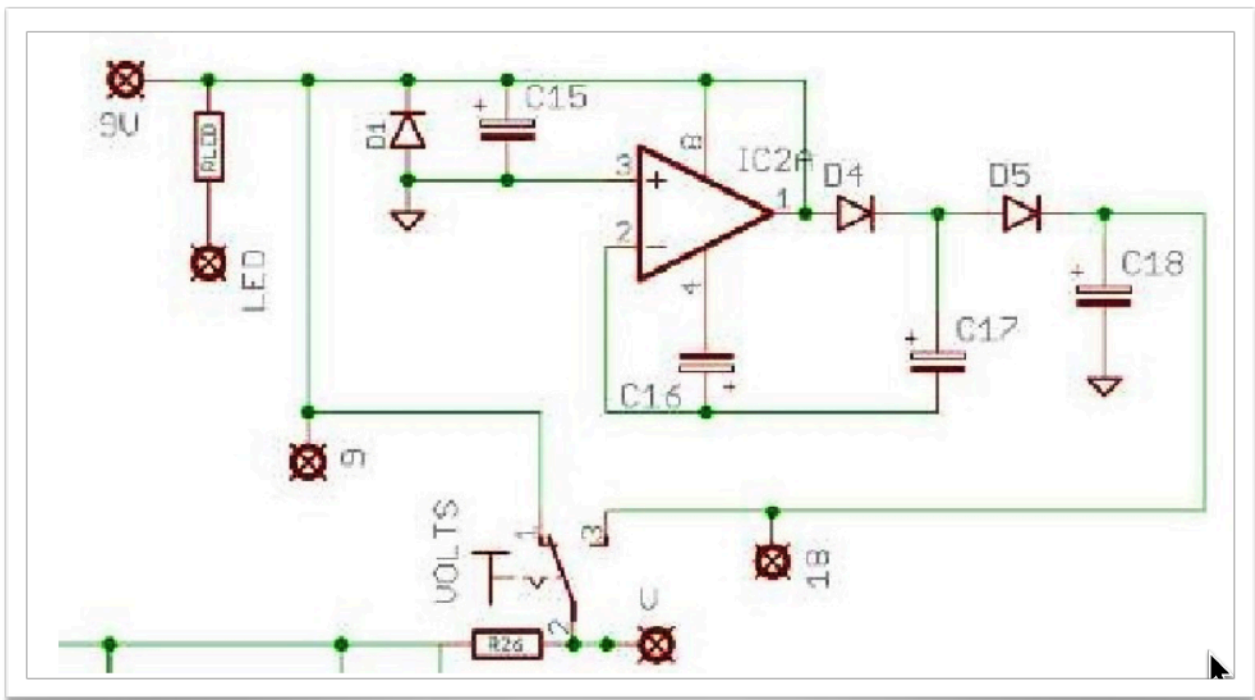 9V
RLED
LED
D1
+
C15
3
+
2
−
8
4
IC2A
1
D4
D5
+
C18
+
C17
C16
+
9
VOLTS
1
3
2
18
V
R26